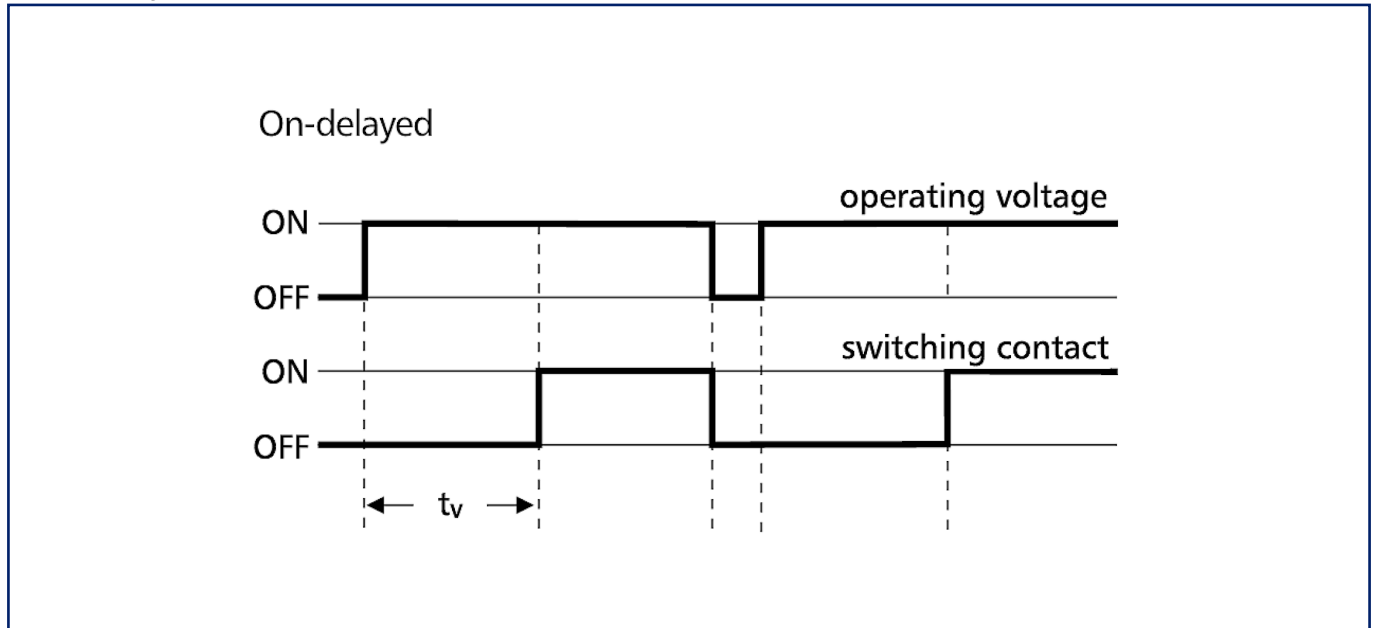 On-delayed
operating voltage
ON
OFF
switching contact
ON
OFF
tv